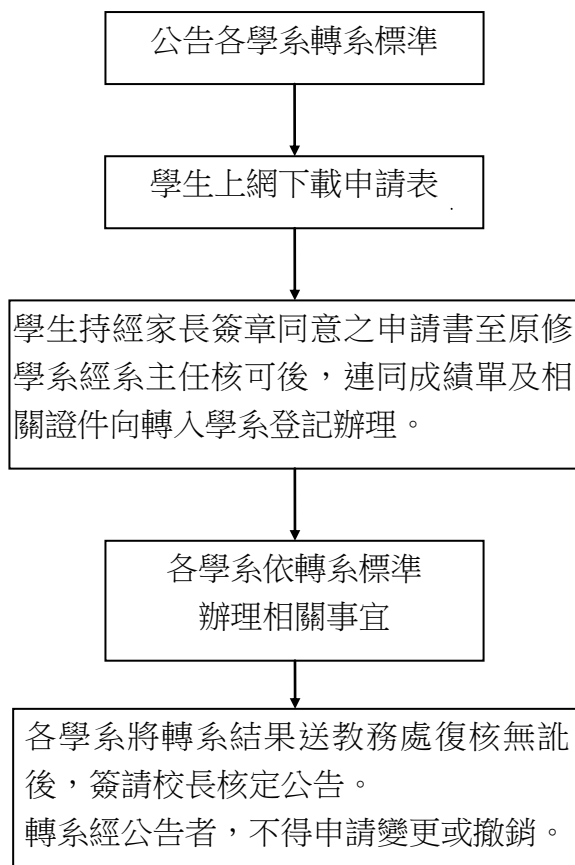 公告各學系轉系標準
學生上網下載申請表
.
學生持經家長簽章同意之申請書至原修
學系經系主任核可後，連同成績單及相
關證件向轉入學系登記辦理。
各學系依轉系標準
辦理相關事宜
各學系將轉系結果送教務處復核無訛
後，簽請校長核定公告。
轉系經公告者，不得申請變更或撤銷。